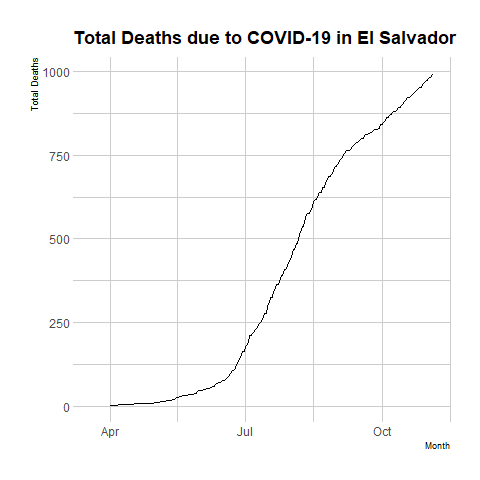 Total Deaths due to COVID-19 in El Salvador
Total Deaths
1000
750
500
250
0
Apr Jul Oct
Month